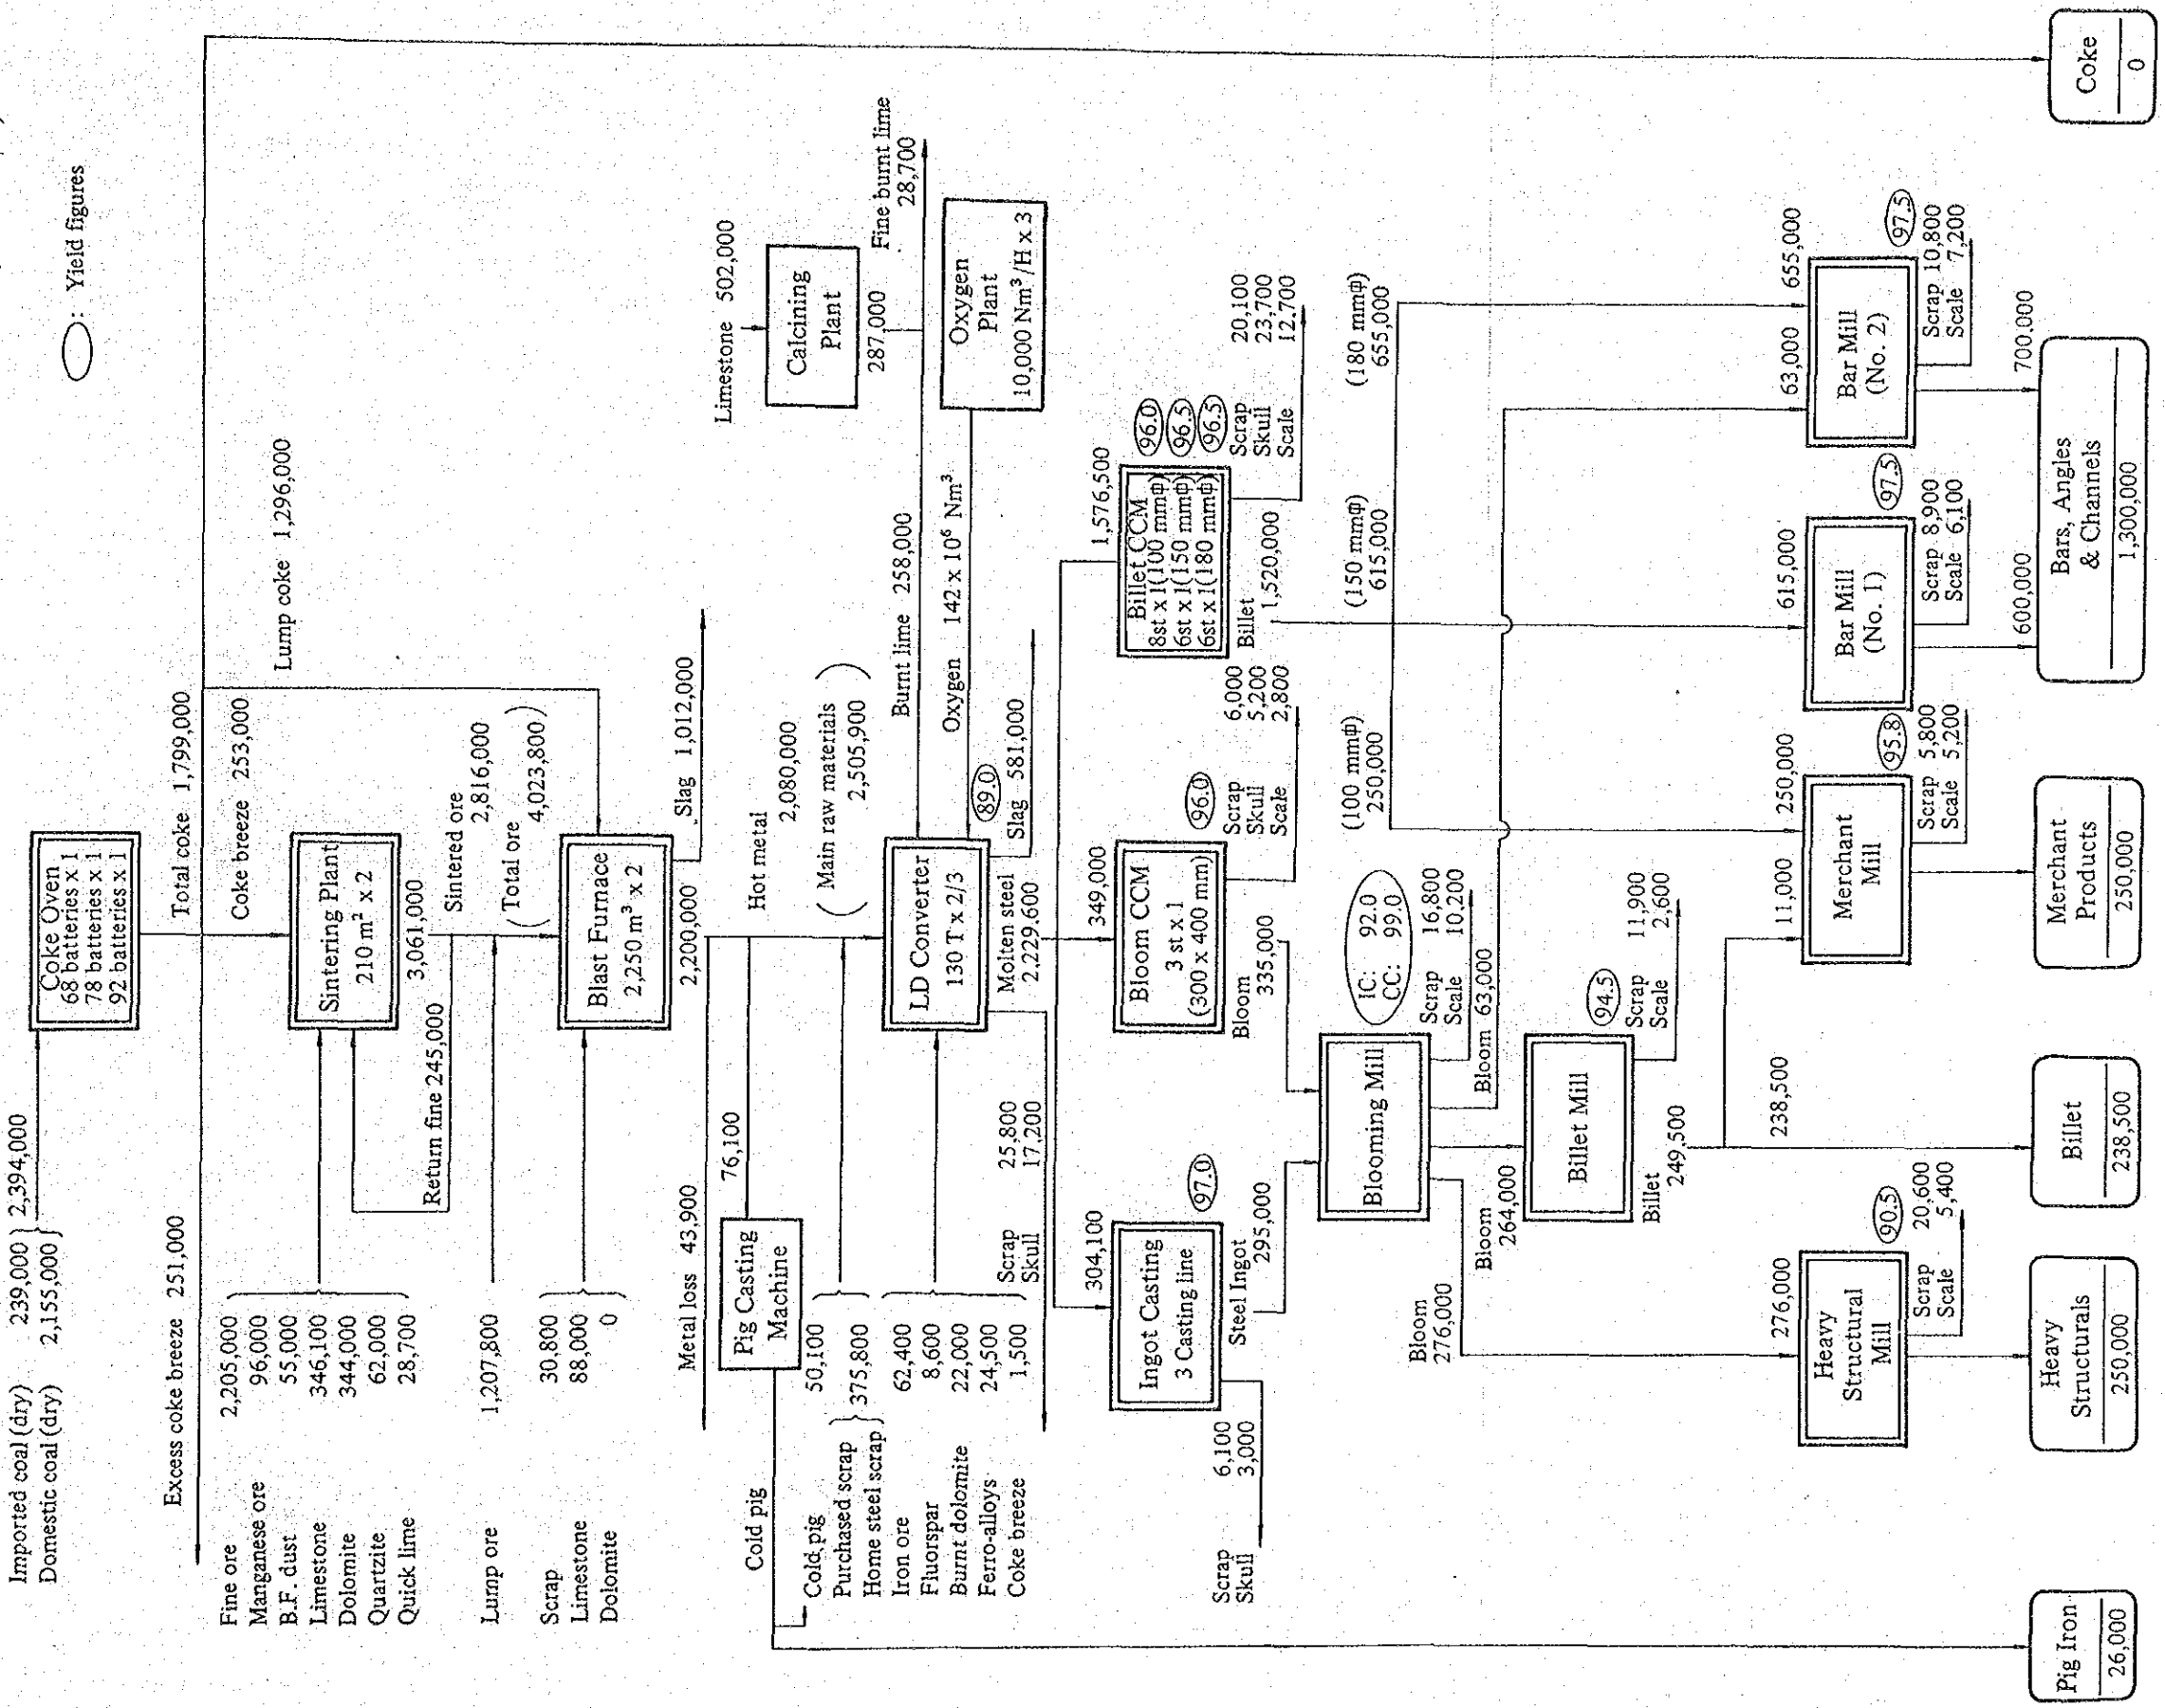 : Yield figures
Imported coal (dry) 239,000
Domestic coal (dry) 2,155,000
2,394,000
Coke Oven
68 batteries x 1
78 batteries x 1
92 batteries x 1
Total coke 1,799,000
Excess coke breeze 251,000
Coke breeze 253,000
Lump coke 1,296,000
Fine ore 2,205,000
Manganese ore 96,000
B.F. dust 55,000
Limestone 346,100
Dolomite 344,000
Quartzite 62,000
Quick lime 28,700
Sintering Plant
210 m² x 2
3,061,000
Return fine 245,000
Sintered ore
2,816,000
(Total ore
4,023,800)
Lump ore 1,207,800
Scrap 30,800
Limestone 88,000
Dolomite 0
Blast Furnace
2,250 m³ x 2
Slag 1,012,000
2,200,000
Metal loss 43,900
76,100
Pig Casting
Machine
Cold pig
Hot metal
2,080,000
(Main raw materials
2,505,900)
Limestone 502,000
Calcining
Plant
287,000
Fine burnt lime
28,700
Burnt lime 258,000
Oxygen
Plant
10,000 Nm³/H x 3
Oxygen 142 x 10⁶ Nm³
Cold pig 50,100
Purchased scrap
Home steel scrap
375,800
Iron ore 62,400
Fluorspar 8,600
Burnt dolomite 22,000
Ferro-alloys 24,500
Coke breeze 1,500
LD Converter
130 T x 2/3
89.0
Slag 581,000
Molten steel
2,229,600
Scrap 25,800
Skull 17,200
304,100
349,000
1,576,500
Ingot Casting
3 Casting line
97.0
Scrap 6,100
Skull 3,000
Steel Ingot
295,000
Bloom CCM
3 st x 1
(300 x 400 mm)
96.0
Scrap 6,000
Skull 5,200
Scale 2,800
Bloom
335,000
Billet CCM
8st x 1(100 mmф)
6st x 1(150 mmф)
6st x 1(180 mmф)
96.0
96.5
96.5
Scrap 20,100
Skull 23,700
Scale 12,700
Billet
1,520,000
Blooming Mill
IC: 92.0
CC: 99.0
Scrap 16,800
Scale 10,200
Bloom 63,000
Bloom
264,000
Bloom
276,000
(100 mmф)
250,000
(150 mmф)
615,000
(180 mmф)
655,000
Billet Mill
94.5
Scrap 11,900
Scale 2,600
Billet
249,500
238,500
276,000
Heavy
Structural
Mill
90.5
Scrap 20,600
Scale 5,400
11,000
250,000
Merchant
Mill
95.8
Scrap 5,800
Scale 5,200
615,000
Bar Mill
(No. 1)
97.5
Scrap 8,900
Scale 6,100
63,000
655,000
Bar Mill
(No. 2)
97.5
Scrap 10,800
Scale 7,200
600,000
700,000
Pig Iron
26,000
Heavy
Structurals
250,000
Billet
238,500
Merchant
Products
250,000
Bars, Angles
& Channels
1,300,000
Coke
0